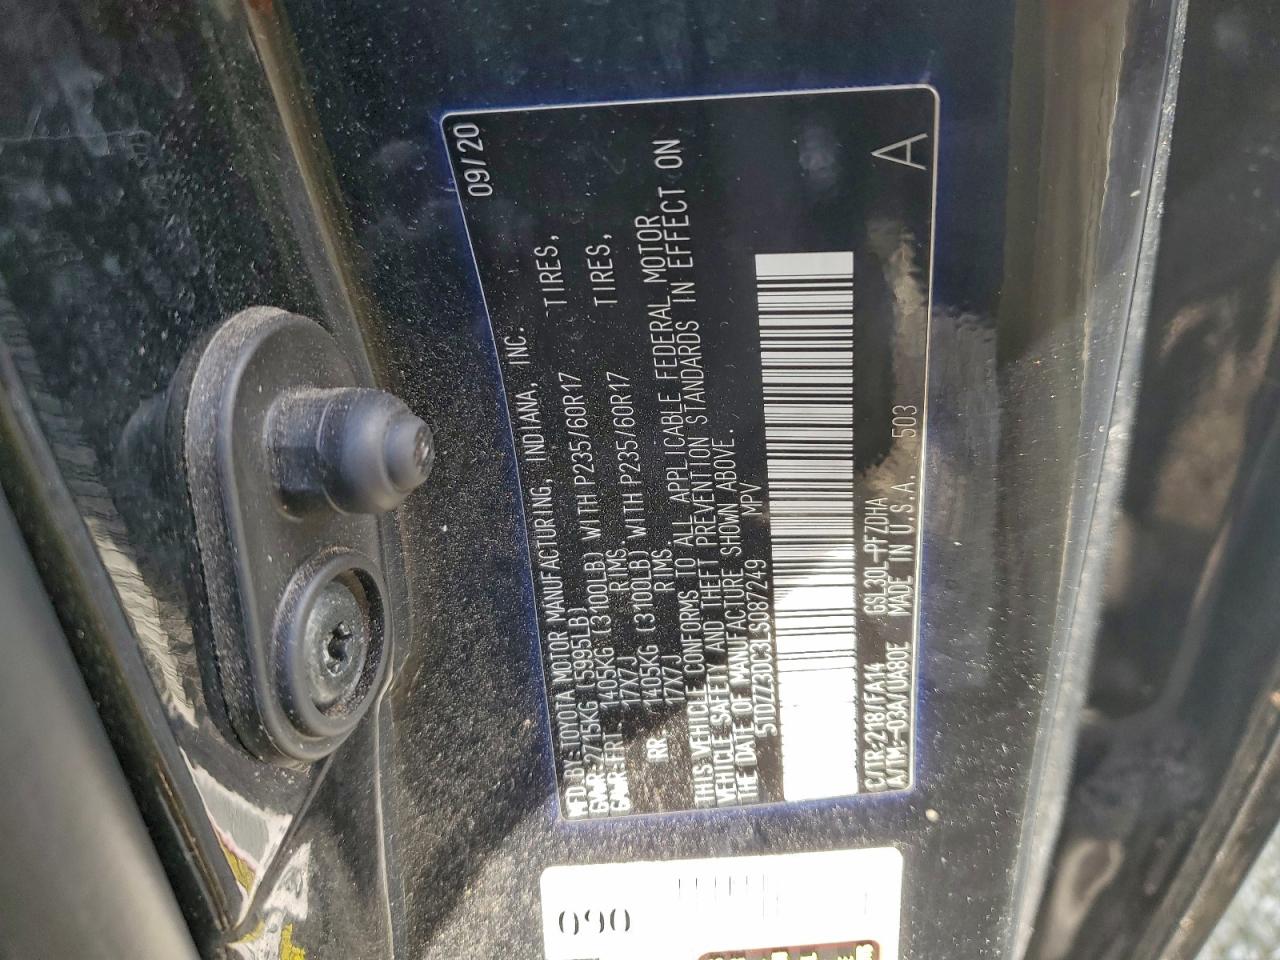 MFD.BY: TOYOTA MOTOR MANUFACTURING, INDIANA, INC. 09/20
GVWR: 2715KG (5995LB)
GAWR: FRT. 1405KG (3100LB) WITH P235/60R17 TIRES,
17X7J RIMS,
RR. 1405KG (3100LB) WITH P235/60R17 TIRES,
17X7J RIMS,
THIS VEHICLE CONFORMS TO ALL APPLICABLE FEDERAL MOTOR
VEHICLE SAFETY AND THEFT PREVENTION STANDARDS IN EFFECT ON
THE DATE OF MANUFACTURE SHOWN ABOVE.
5TDZZ3DC3LS087249 MPV
C/TR:218/FA14 GSL30L-PFZDHA
A/TM:-03A/UA80E MADE IN U.S.A. 503
A
090